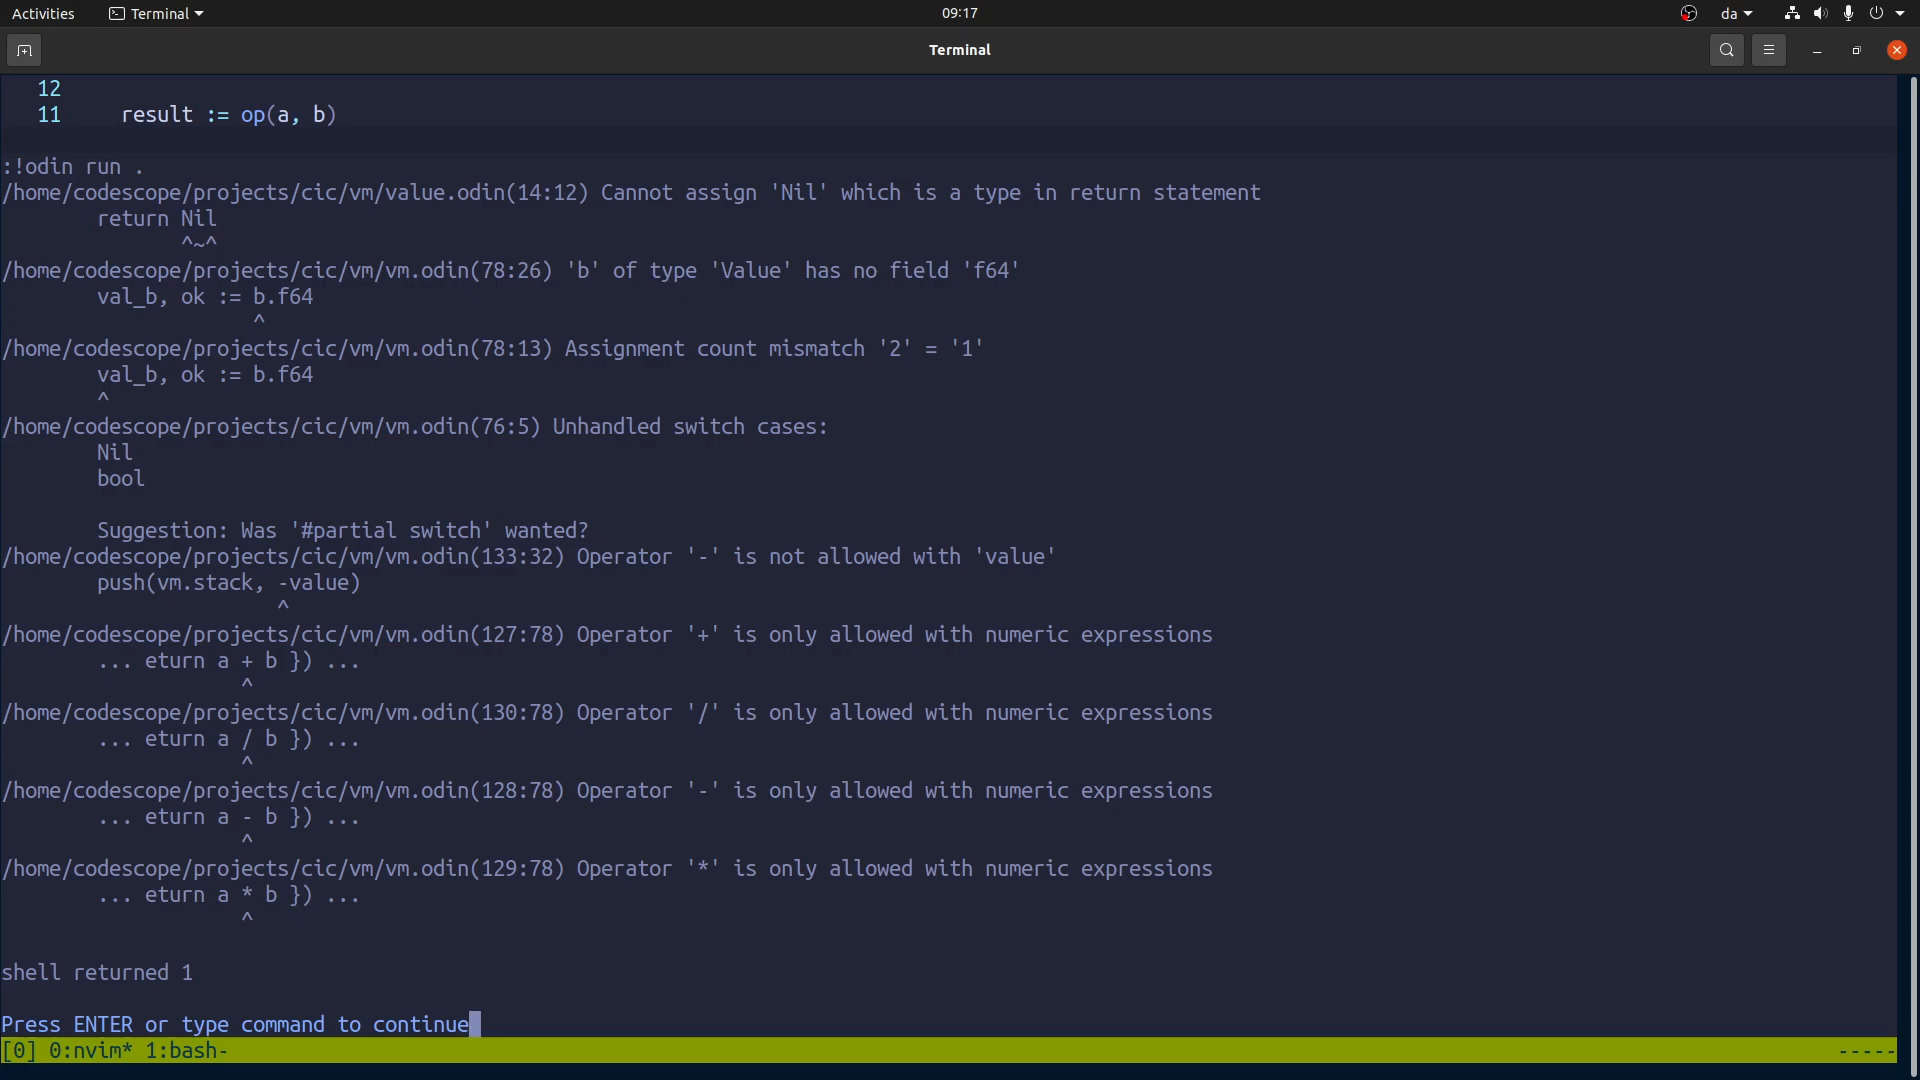 Activities Terminal 09:17 da
Terminal
12
11 result := op(a, b)
:!odin run .
/home/codescope/projects/cic/vm/value.odin(14:12) Cannot assign 'Nil' which is a type in return statement
return Nil
^~^
/home/codescope/projects/cic/vm/vm.odin(78:26) 'b' of type 'Value' has no field 'f64'
val_b, ok := b.f64
^
/home/codescope/projects/cic/vm/vm.odin(78:13) Assignment count mismatch '2' = '1'
val_b, ok := b.f64
^
/home/codescope/projects/cic/vm/vm.odin(76:5) Unhandled switch cases:
Nil
bool
Suggestion: Was '#partial switch' wanted?
/home/codescope/projects/cic/vm/vm.odin(133:32) Operator '-' is not allowed with 'value'
push(vm.stack, -value)
^
/home/codescope/projects/cic/vm/vm.odin(127:78) Operator '+' is only allowed with numeric expressions
... eturn a + b }) ...
^
/home/codescope/projects/cic/vm/vm.odin(130:78) Operator '/' is only allowed with numeric expressions
... eturn a / b }) ...
^
/home/codescope/projects/cic/vm/vm.odin(128:78) Operator '-' is only allowed with numeric expressions
... eturn a - b }) ...
^
/home/codescope/projects/cic/vm/vm.odin(129:78) Operator '*' is only allowed with numeric expressions
... eturn a * b }) ...
^
shell returned 1
Press ENTER or type command to continue
[0] 0:nvim* 1:bash- -----